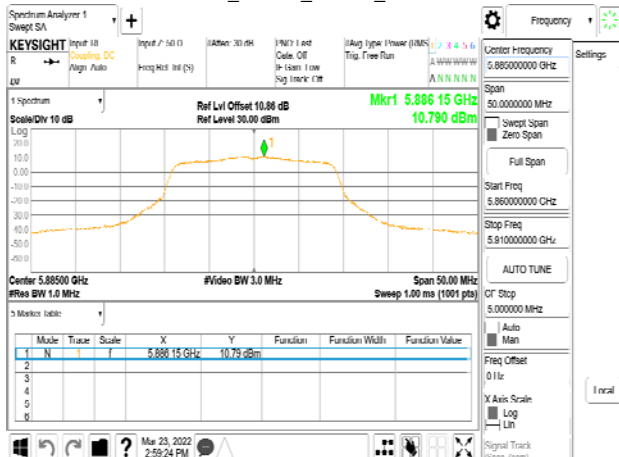 Spectrum Analyzer 1
Swept SA
+
Frequency
KEYSIGHT Input: RF Input Z: 50 Ω #Atten: 30 dB PNO: Fast #Avg Type: Power (RMS) 1 2 3 4 5 6
R Coupling: DC Gate: Off Trig: Free Run A W W W W W
Align: Auto Freq Ref: Int (S) IF Gain: Low
Sig Track: Off A N N N N N
Center Frequency
5.885000000 GHz
Settings
Span
50.0000000 MHz
Swept Span
Zero Span
Full Span
Start Freq
5.860000000 GHz
Stop Freq
5.910000000 GHz
AUTO TUNE
CF Step
5.000000 MHz
Auto
Man
Freq Offset
0 Hz
X Axis Scale
Log
Lin
Signal Track
Local
1 Spectrum
Scale/Div 10 dB
Ref Lvl Offset 10.86 dB
Ref Level 30.00 dBm
Mkr1 5.886 15 GHz
10.790 dBm
Log
20.0
10.0
0.00
-10.0
-20.0
-30.0
-40.0
-50.0
-60.0
1
Center 5.88500 GHz #Video BW 3.0 MHz Span 50.00 MHz
#Res BW 1.0 MHz Sweep 1.00 ms (1001 pts)
5 Marker Table
Mode Trace Scale X Y Function Function Width Function Value
1 N 1 f 5.886 15 GHz 10.79 dBm
2
3
4
5
6
?
Mar 23, 2022
2:59:24 PM